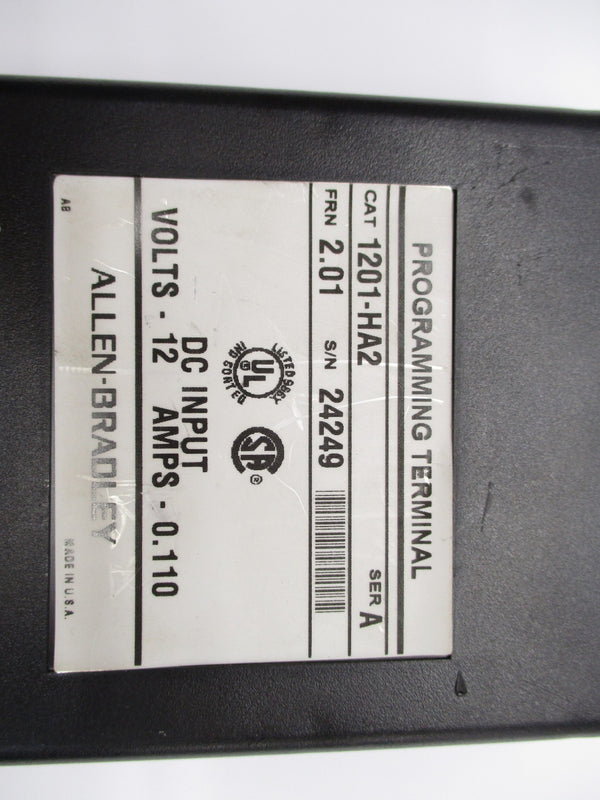 PROGRAMMING TERMINAL
CAT 1201-HA2 SER A
FRN 2.01 S/N 24249
LISTED 966X
UL
IND CONT EQ
SA ®
DC INPUT
VOLTS - 12 AMPS - 0.110
ALLEN-BRADLEY
AB MADE IN U.S.A.